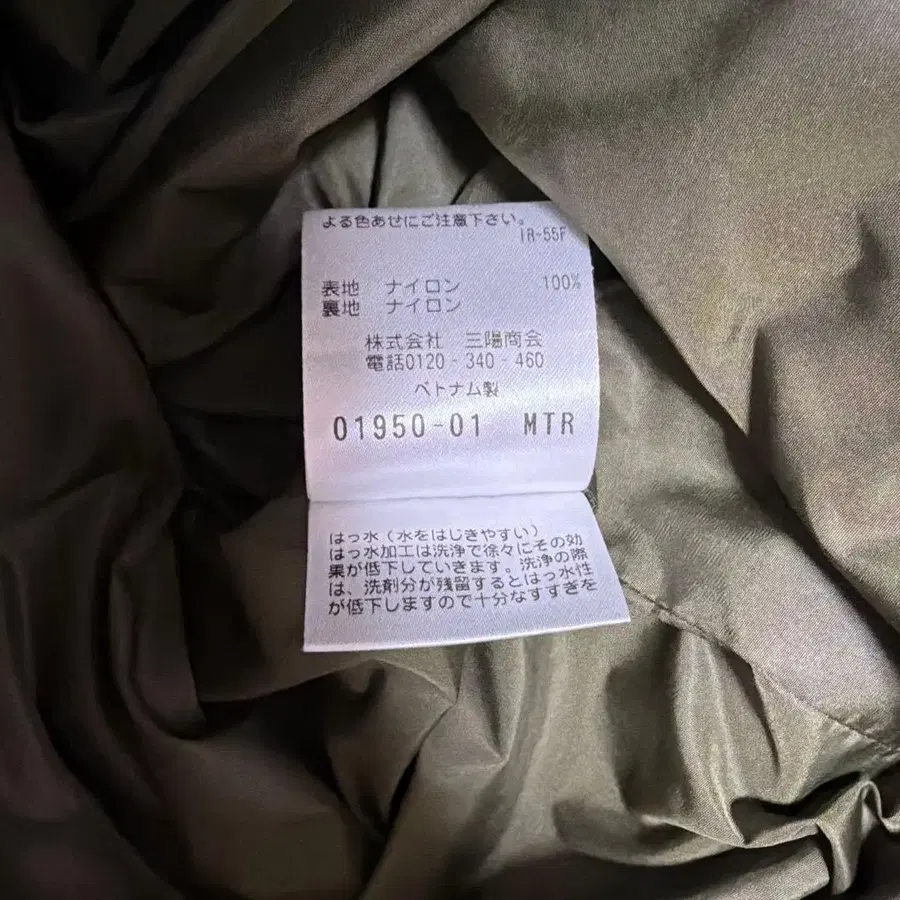 よる色あせにご注意下さい。
IR-55F
表地 ナイロン 100%
裏地 ナイロン
株式会社 三陽商会
電話0120-340-460
ベトナム製
01950-01 MTR
はっ水(水をはじきやすい)
はっ水加工は洗浄で徐々にその効
果が低下していきます。洗浄の際
は、洗剤分が残留するとはっ水性
が低下しますので十分なすすぎを